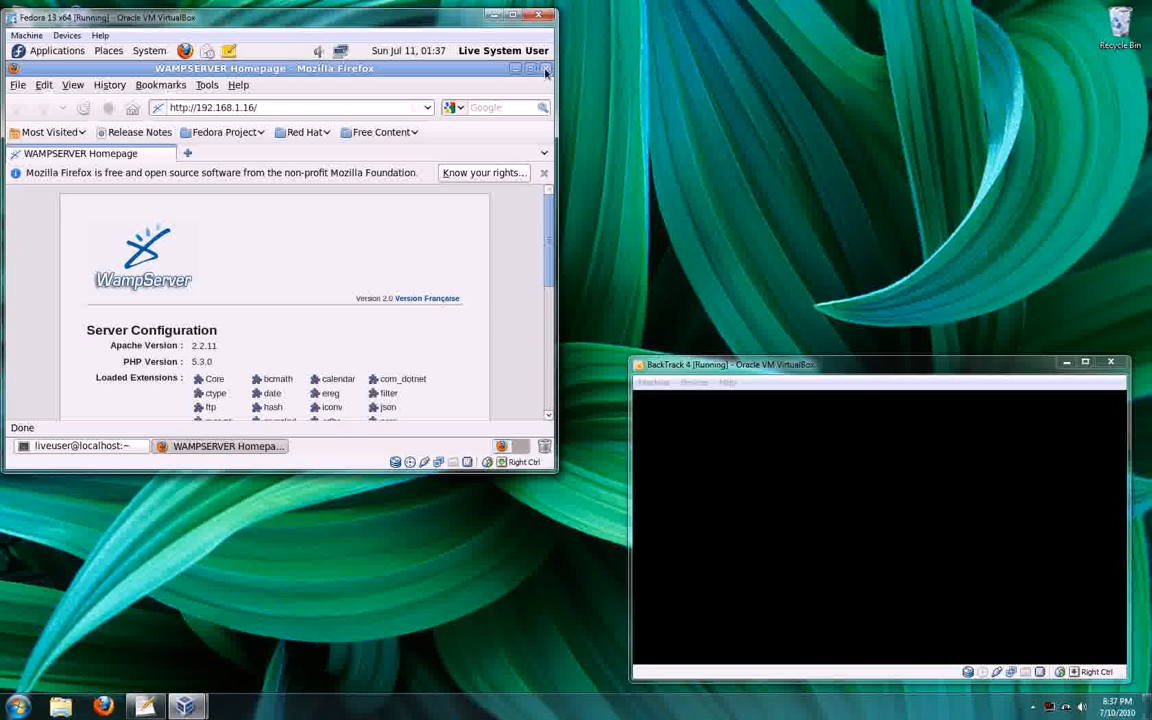 Fedora 13 x64 [Running] - Oracle VM VirtualBox
Machine Devices Help
Applications Places System Sun Jul 11, 01:37 Live System User
WAMPSERVER Homepage - Mozilla Firefox
File Edit View History Bookmarks Tools Help
http://192.168.1.16/ Google
Most Visited Release Notes Fedora Project Red Hat Free Content
WAMPSERVER Homepage
Mozilla Firefox is free and open source software from the non-profit Mozilla Foundation. Know your rights...
WampServer
Version 2.0 Version Française
Server Configuration
Apache Version : 2.2.11
PHP Version : 5.3.0
Loaded Extensions : Core bcmath calendar com_dotnet
ctype date ereg filter
ftp hash iconv json
Done
liveuser@localhost:~ WAMPSERVER Homepa...
Right Ctrl
Recycle Bin
BackTrack 4 [Running] - Oracle VM VirtualBox
Machine Devices Help
Right Ctrl
8:37 PM
7/10/2010